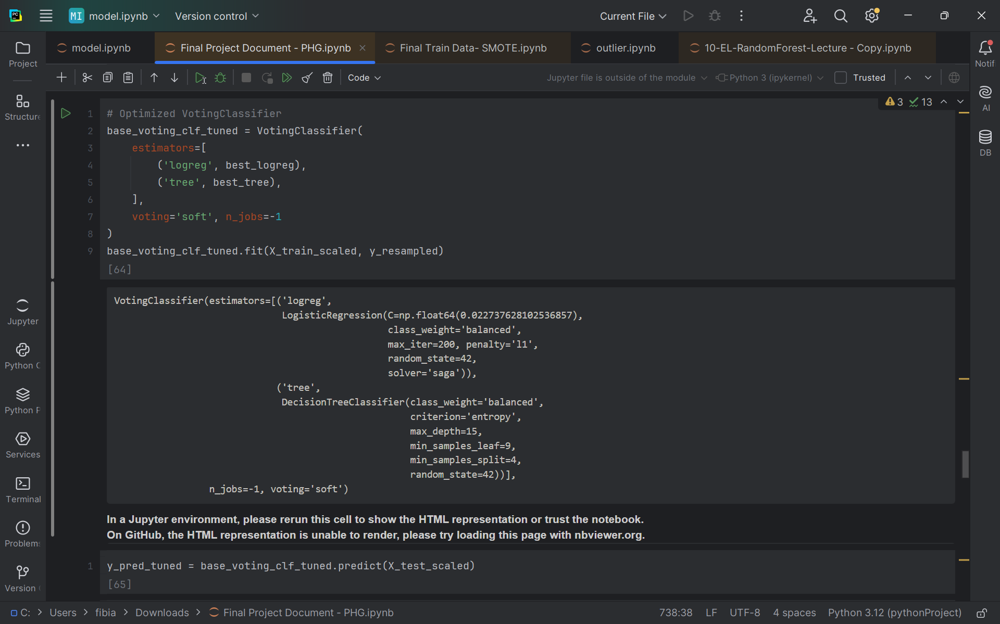 PC
MI model.ipynb
Version control
Current File
Project
Structure
Jupyter
Python C
Python P
Services
Terminal
Problems
Version
model.ipynb
Final Project Document - PHG.ipynb
Final Train Data- SMOTE.ipynb
outlier.ipynb
10-EL-RandomForest-Lecture - Copy.ipynb
Code
Jupyter file is outside of the module
Python 3 (ipykernel)
Trusted
Notif
AI
DB
3 13
1 # Optimized VotingClassifier
2 base_voting_clf_tuned = VotingClassifier(
3 estimators=[
4 ('logreg', best_logreg),
5 ('tree', best_tree),
6 ],
7 voting='soft', n_jobs=-1
8 )
9 base_voting_clf_tuned.fit(X_train_scaled, y_resampled)
[64]
VotingClassifier(estimators=[('logreg',
LogisticRegression(C=np.float64(0.022737628102536857),
class_weight='balanced',
max_iter=200, penalty='l1',
random_state=42,
solver='saga')),
('tree',
DecisionTreeClassifier(class_weight='balanced',
criterion='entropy',
max_depth=15,
min_samples_leaf=9,
min_samples_split=4,
random_state=42))],
n_jobs=-1, voting='soft')
In a Jupyter environment, please rerun this cell to show the HTML representation or trust the notebook.
On GitHub, the HTML representation is unable to render, please try loading this page with nbviewer.org.
1 y_pred_tuned = base_voting_clf_tuned.predict(X_test_scaled)
[65]
C: > Users > fibia > Downloads > Final Project Document - PHG.ipynb
738:38 LF UTF-8 4 spaces Python 3.12 (pythonProject)